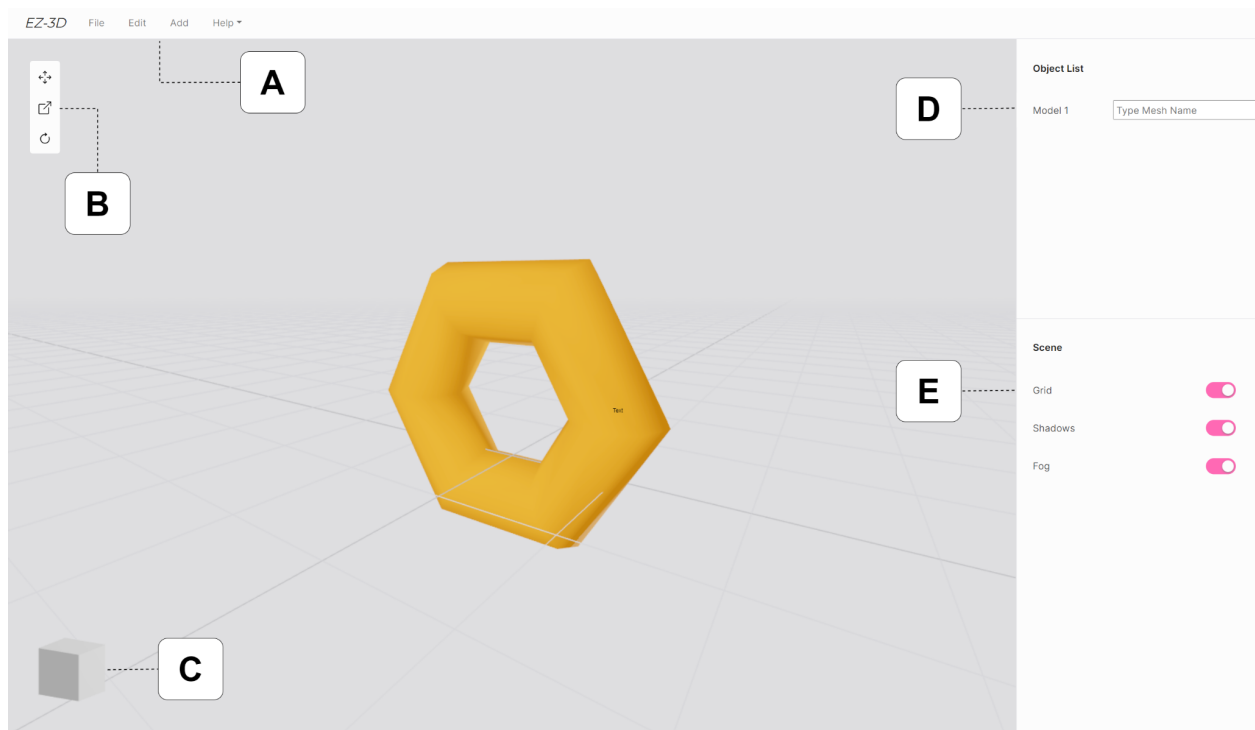 EZ-3D File Edit Add Help
A
B
C
D
E
Object List
Model 1 Type Mesh Name
Text
Scene
Grid
Shadows
Fog